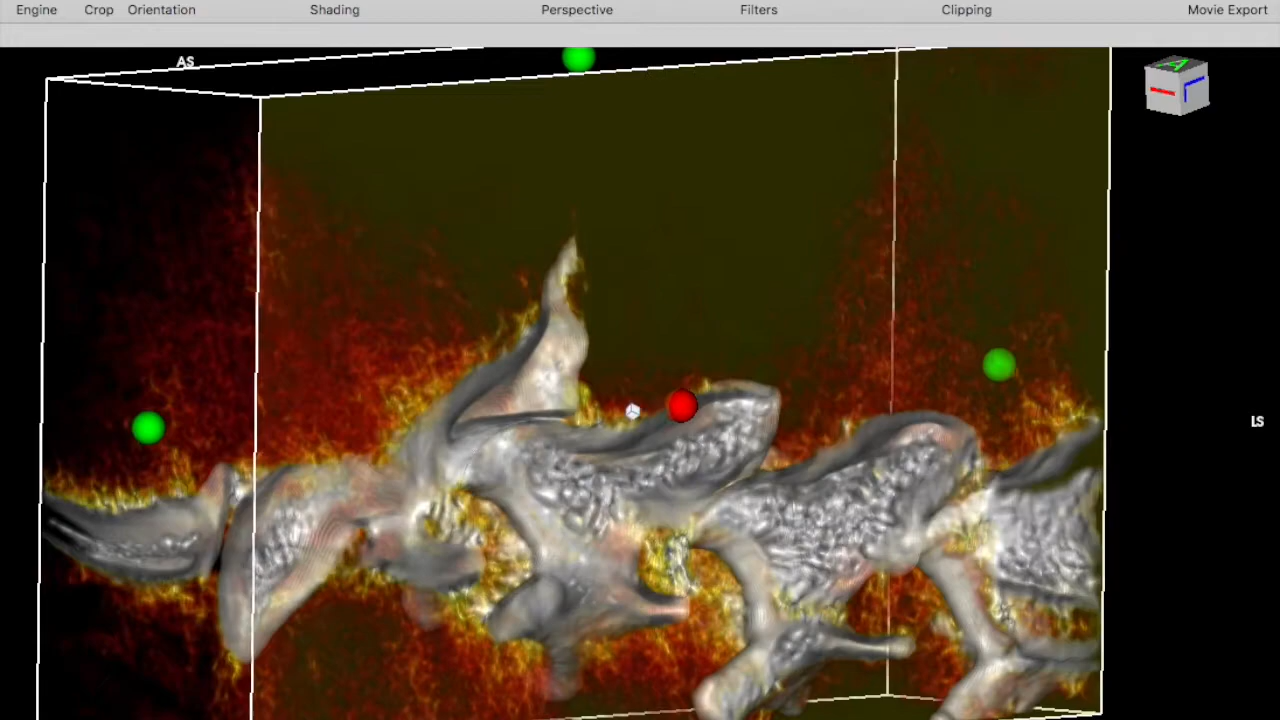 Engine Crop Orientation Shading Perspective Filters Clipping Movie Export
AS
A
L
LS